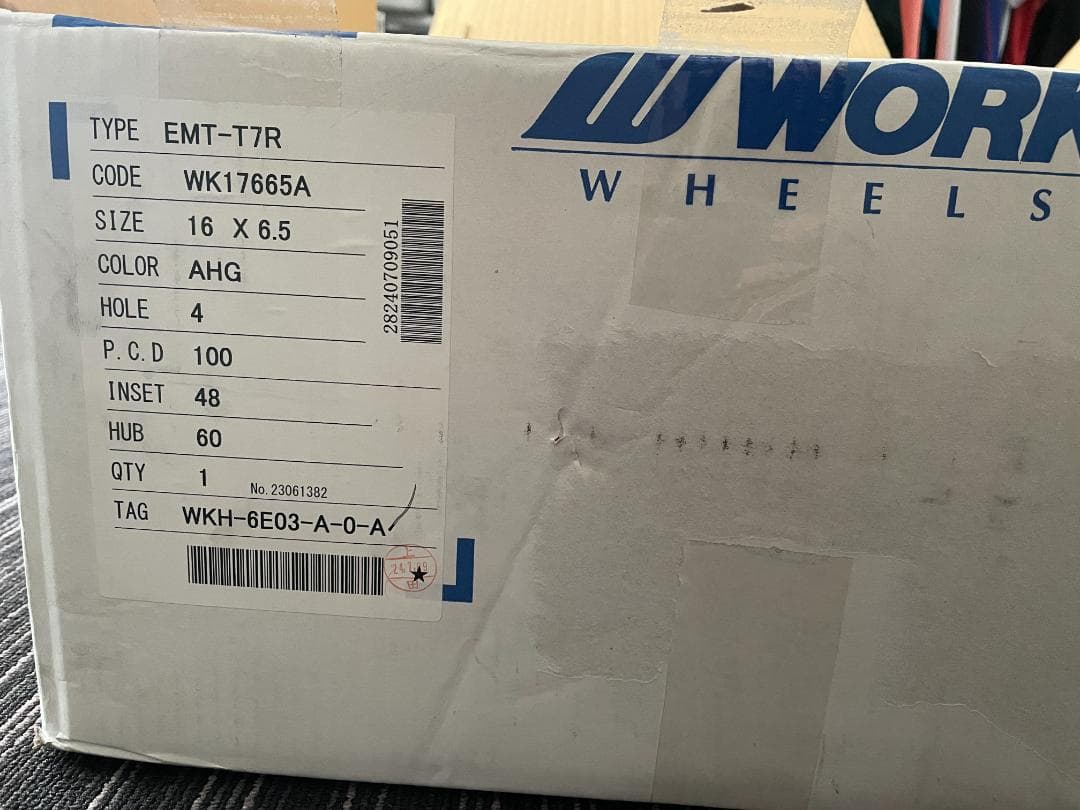 WORK
WHEELS
TYPE EMT-T7R
CODE WK17665A
SIZE 16 X 6.5
COLOR AHG
HOLE 4
P.C.D 100
INSET 48
HUB 60
QTY 1 No.23061382
TAG WKH-6E03-A-0-A
28240709051